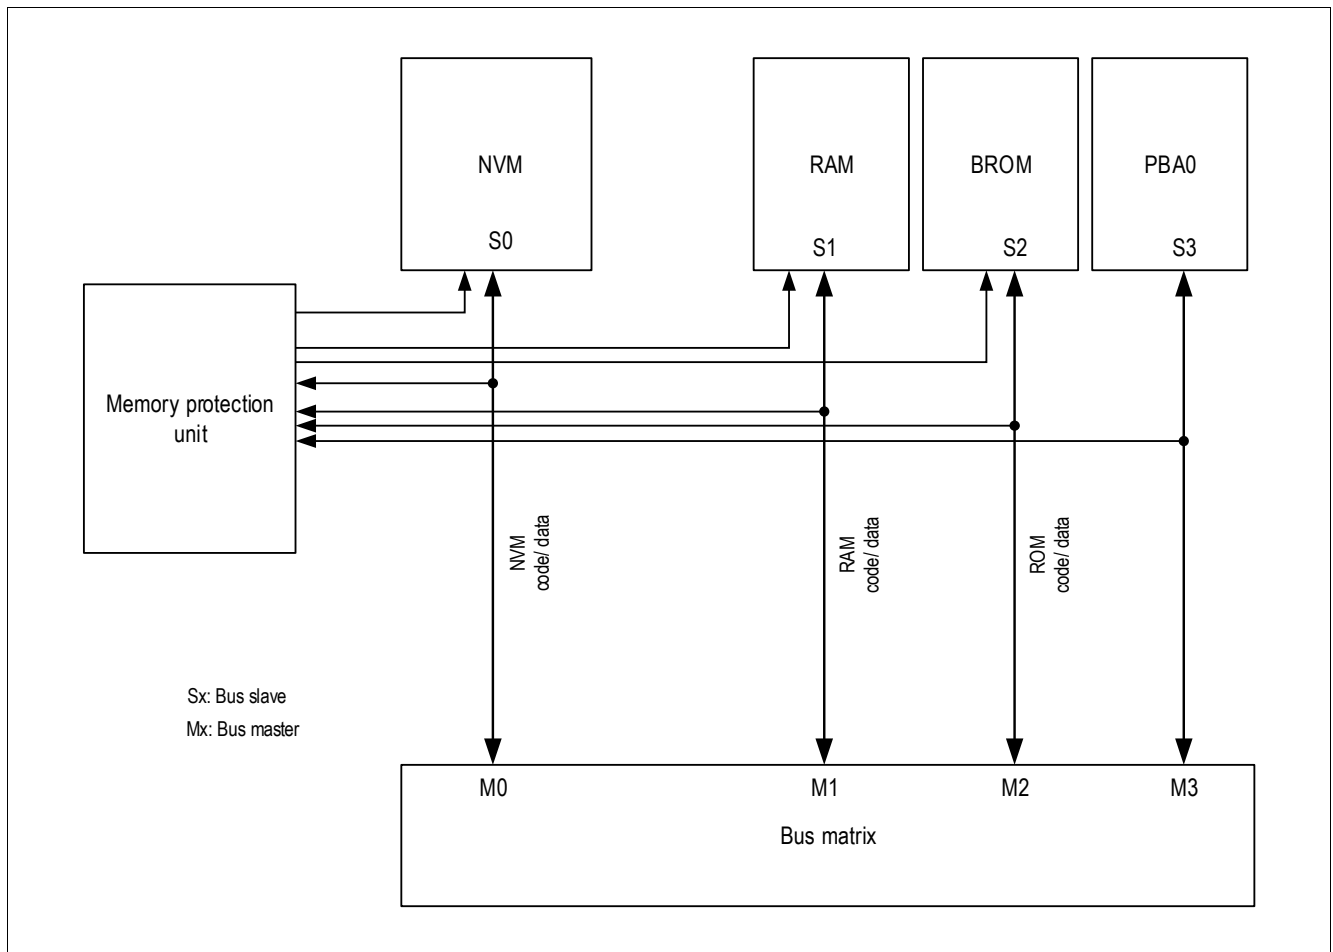 NVM
RAM
BROM
PBA0
S0
S1
S2
S3
Memory protection
unit
NVM
code/ data
RAM
code/ data
ROM
code/ data
Sx: Bus slave
Mx: Bus master
M0
M1
M2
M3
Bus matrix